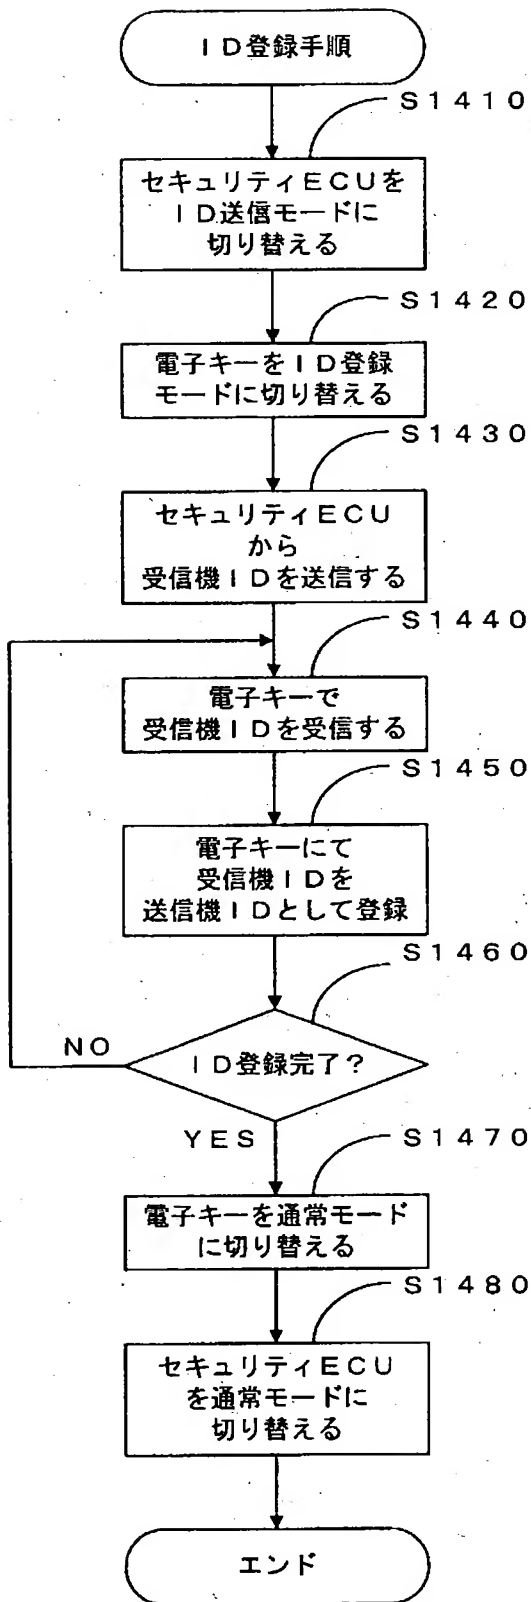 ＩＤ登録手順
Ｓ１４１０
セキュリティＥＣＵを
ＩＤ送信モードに
切り替える
Ｓ１４２０
電子キーをＩＤ登録
モードに切り替える
Ｓ１４３０
セキュリティＥＣＵ
から
受信機ＩＤを送信する
Ｓ１４４０
電子キーで
受信機ＩＤを受信する
Ｓ１４５０
電子キーにて
受信機ＩＤを
送信機ＩＤとして登録
Ｓ１４６０
ＮＯ
ＩＤ登録完了？
ＹＥＳ
Ｓ１４７０
電子キーを通常モード
に切り替える
Ｓ１４８０
セキュリティＥＣＵ
を通常モードに
切り替える
エンド